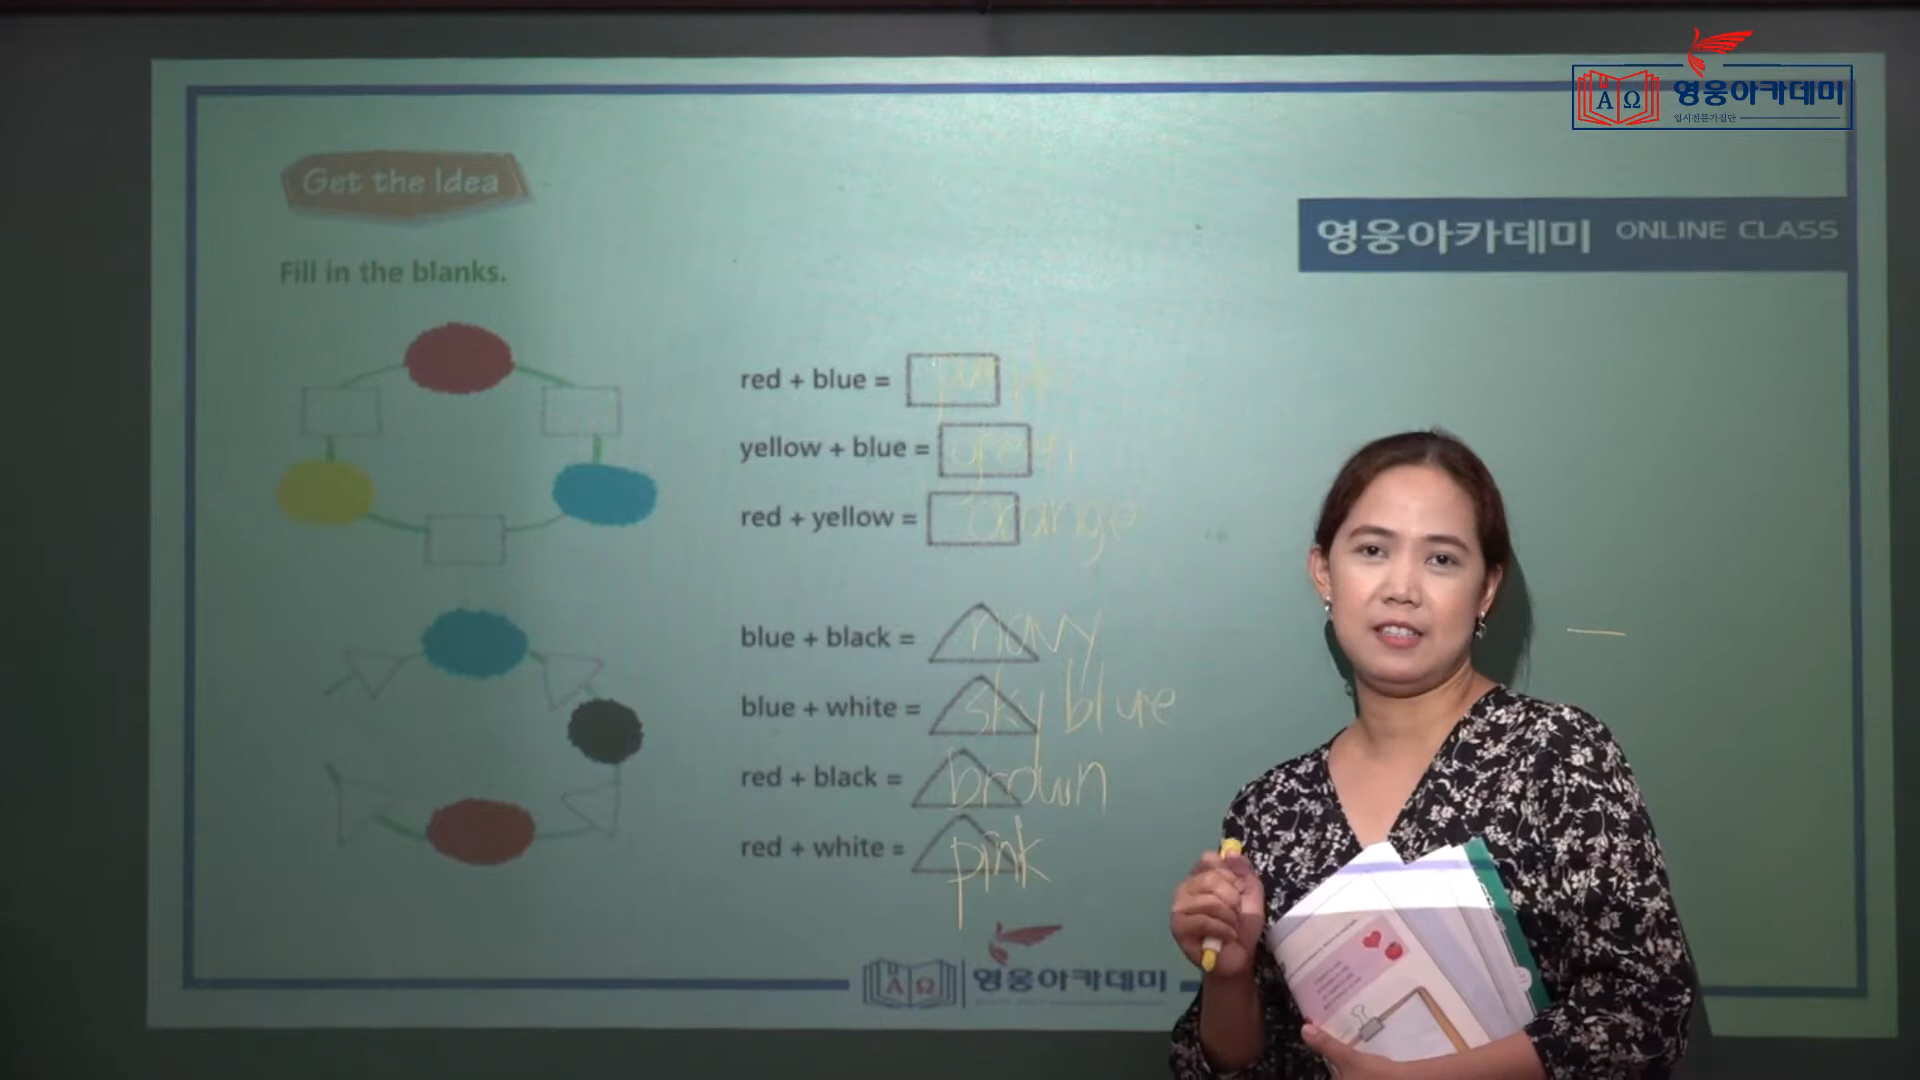 영웅아카데미
입시전문가집단
Get the Idea
영웅아카데미 ONLINE CLASS
Fill in the blanks.
red + blue =
yellow + blue = green
red + yellow = orange
blue + black = navy
blue + white = sky blue
red + black = brown
red + white = pink
영웅아카데미